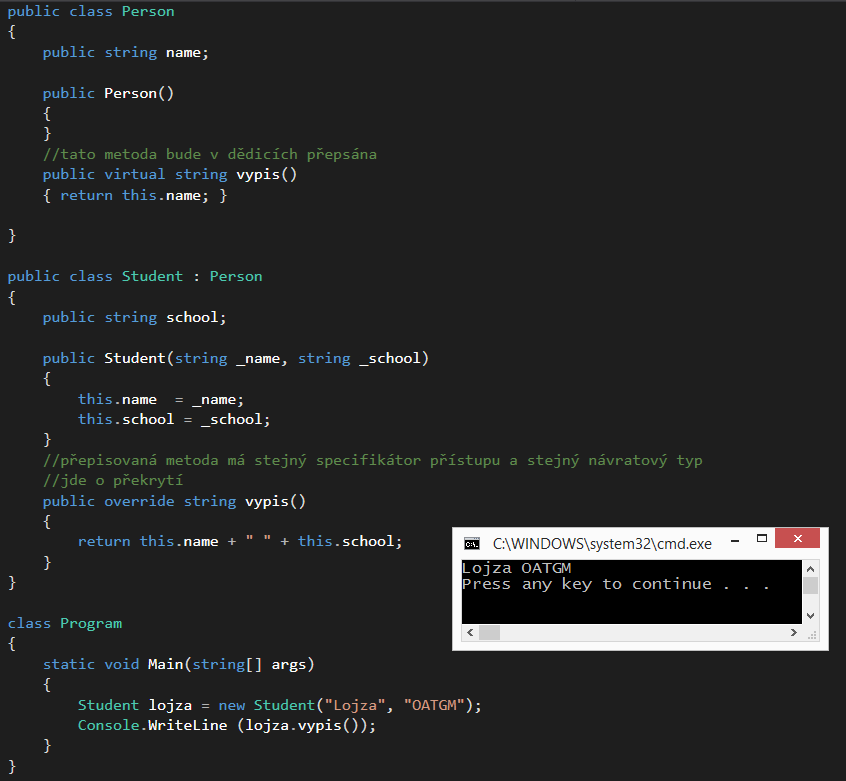 public class Person
{
    public string name;

    public Person()
    {
    }
    //tato metoda bude v dědicích přepsána
    public virtual string vypis()
    { return this.name; }

}

public class Student : Person
{
    public string school;

    public Student(string _name, string _school)
    {
        this.name  = _name;
        this.school = _school;
    }
    //přepisovaná metoda má stejný specifikátor přístupu a stejný návratový typ
    //jde o překrytí
    public override string vypis()
    {
        return this.name + " " + this.school;
    }
}

class Program
{
    static void Main(string[] args)
    {
        Student lojza = new Student("Lojza", "OATGM");
        Console.WriteLine (lojza.vypis());
    }
}
C:\WINDOWS\system32\cmd.exe
Lojza OATGM
Press any key to continue . . .